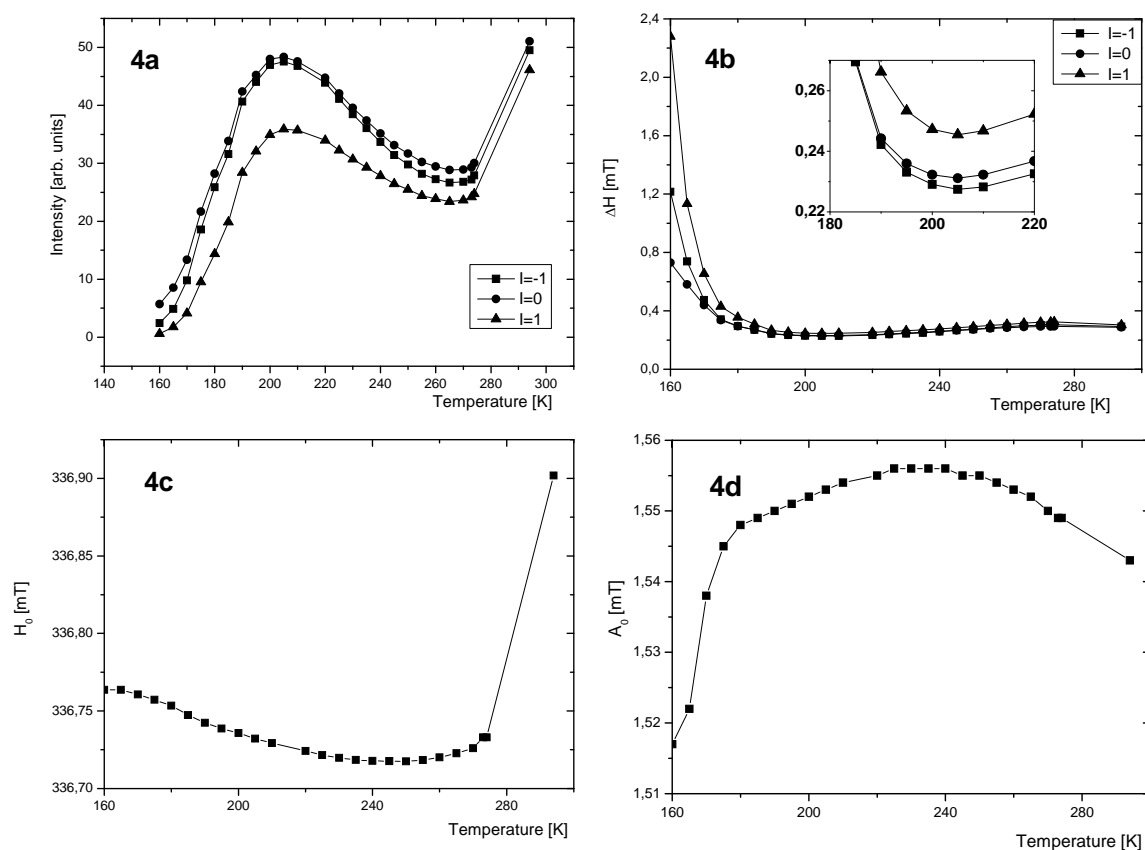 4a
50
40
30
20
10
0
Intensity [arb. units]
I=-1
I=0
I=1
140 160 180 200 220 240 260 280 300
Temperature [K]
4b
2,4
2,0
1,6
1,2
0,8
0,4
0,0
ΔH [mT]
I=-1
I=0
I=1
0,26
0,24
0,22
180 190 200 210 220
160 200 240 280
Temperature [K]
4c
336,90
336,85
336,80
336,75
336,70
H0 [mT]
160 200 240 280
Temperature [K]
4d
1,56
1,55
1,54
1,53
1,52
1,51
A0 [mT]
160 200 240 280
Temperature [K]